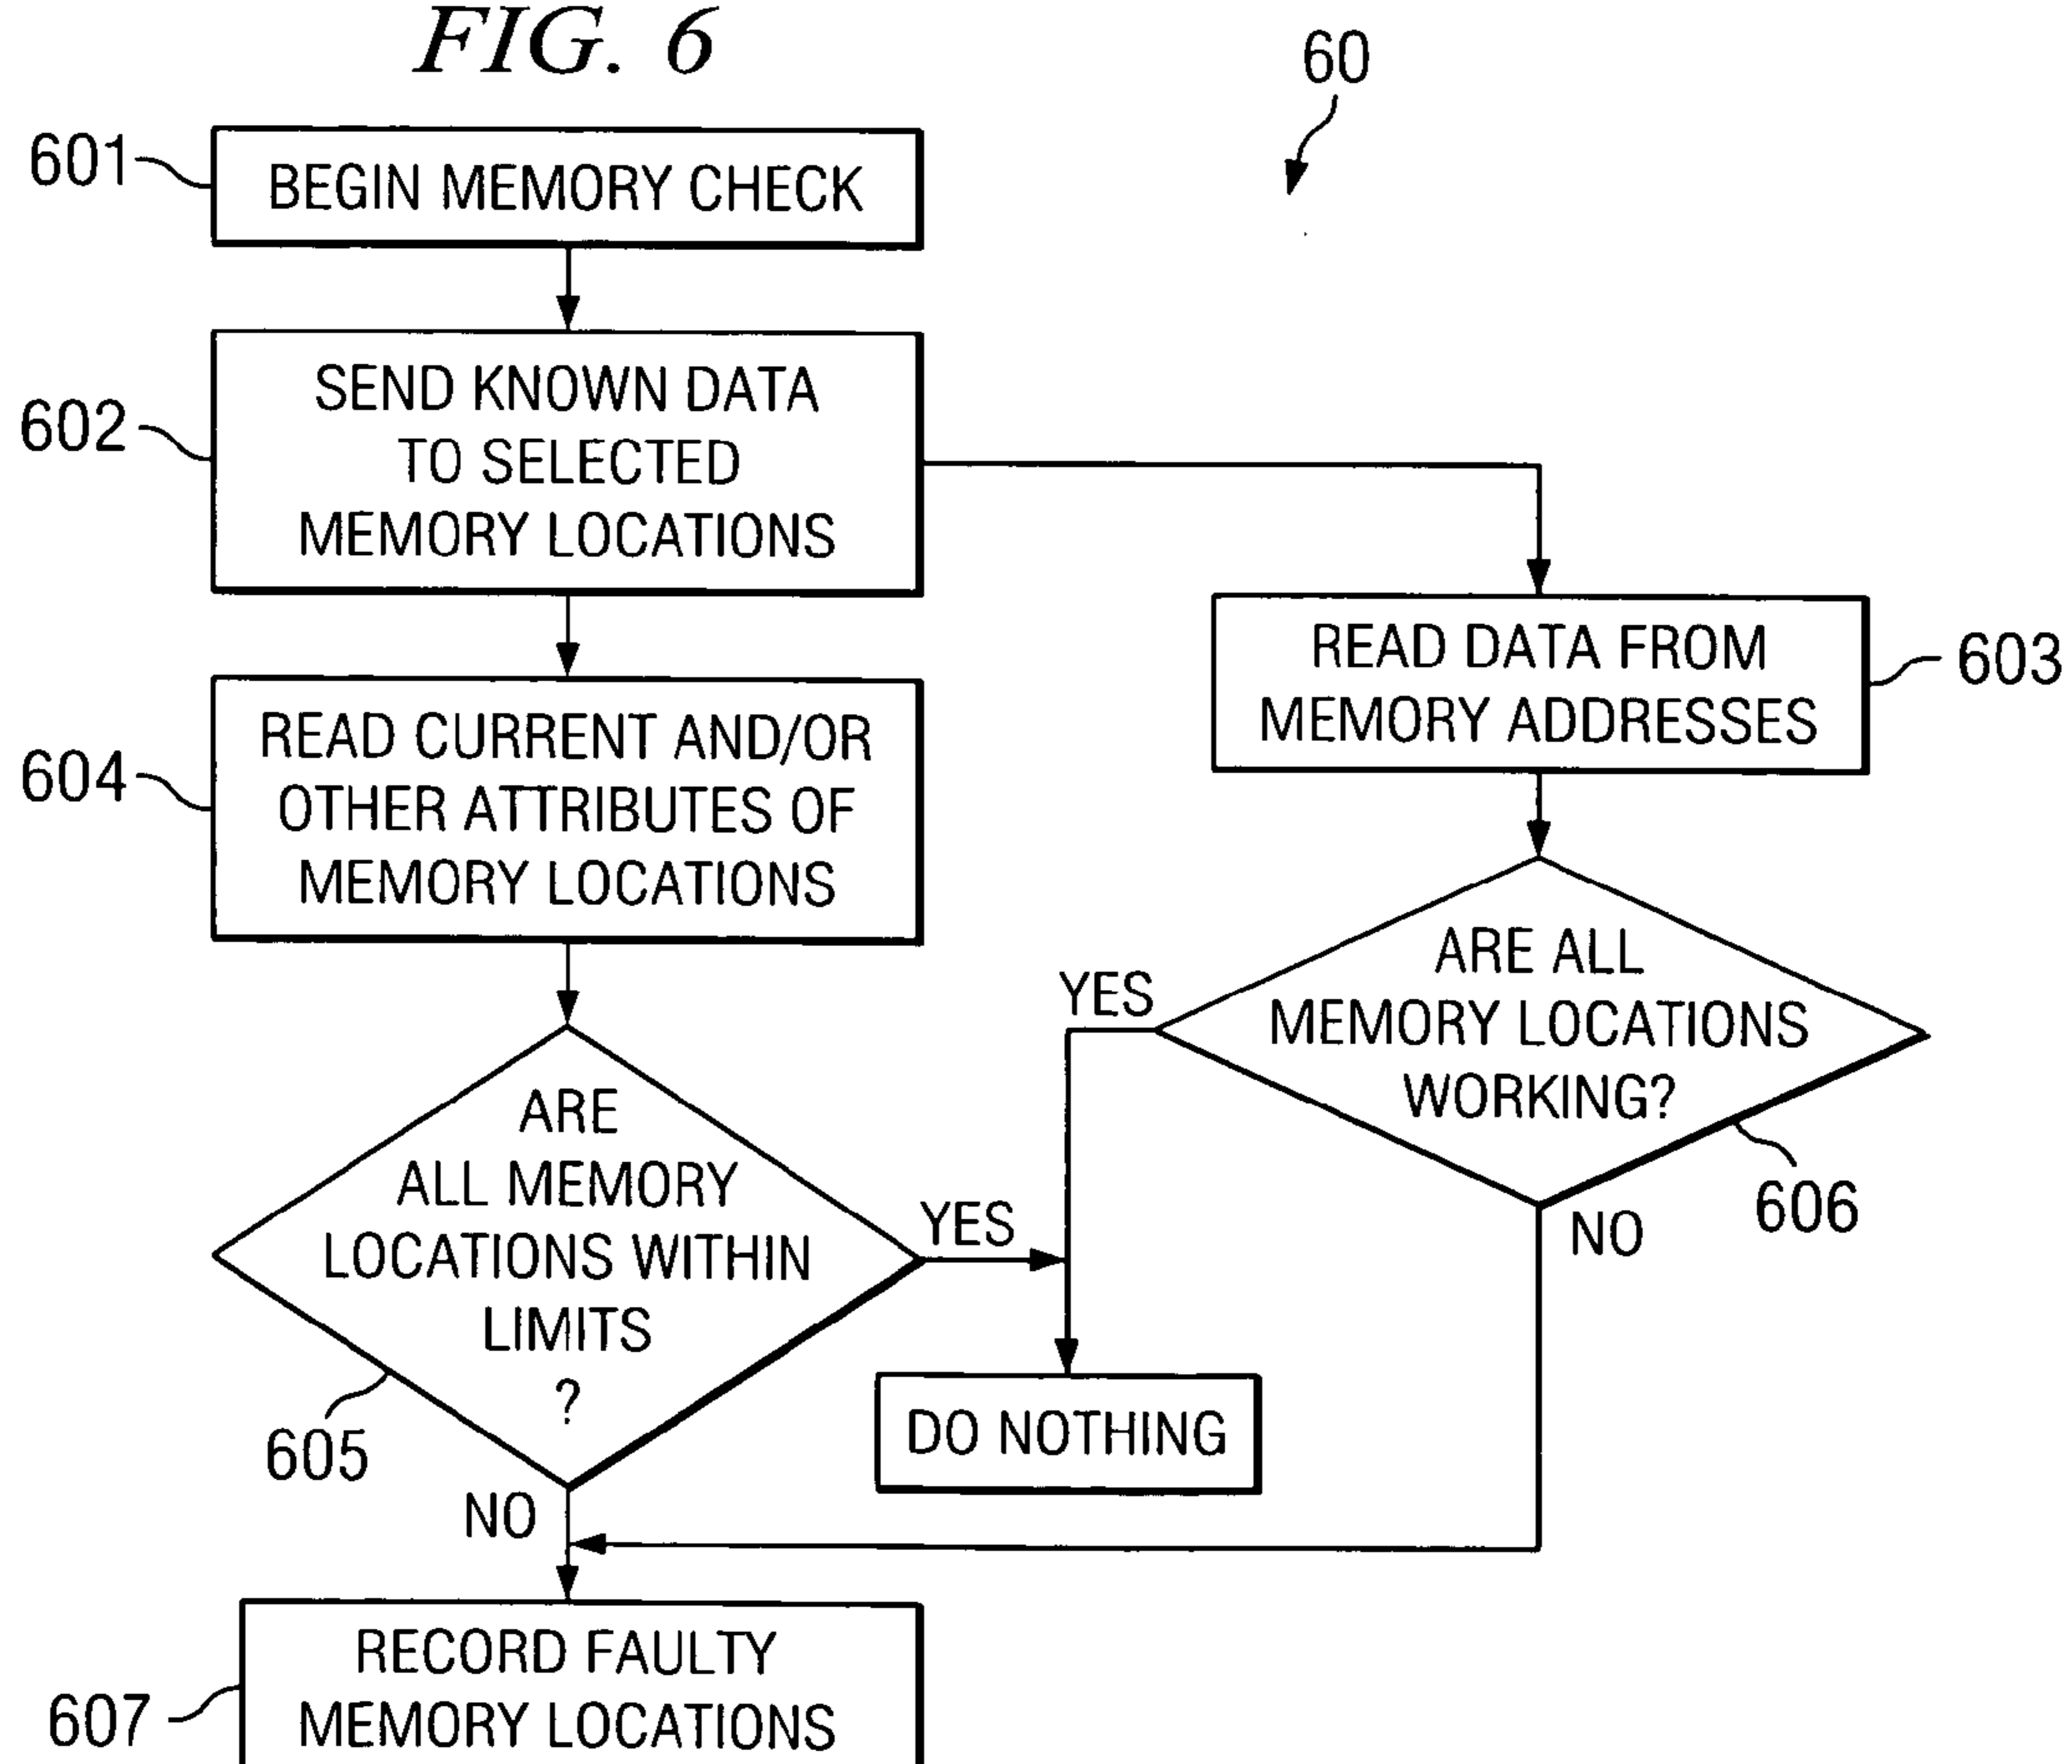 FIG. 6
60
601
BEGIN MEMORY CHECK
602
SEND KNOWN DATA
TO SELECTED
MEMORY LOCATIONS
READ DATA FROM
MEMORY ADDRESSES
603
604
READ CURRENT AND/OR
OTHER ATTRIBUTES OF
MEMORY LOCATIONS
ARE ALL
MEMORY LOCATIONS
WORKING?
606
YES
NO
ARE
ALL MEMORY
LOCATIONS WITHIN
LIMITS
?
605
YES
DO NOTHING
NO
RECORD FAULTY
MEMORY LOCATIONS
607